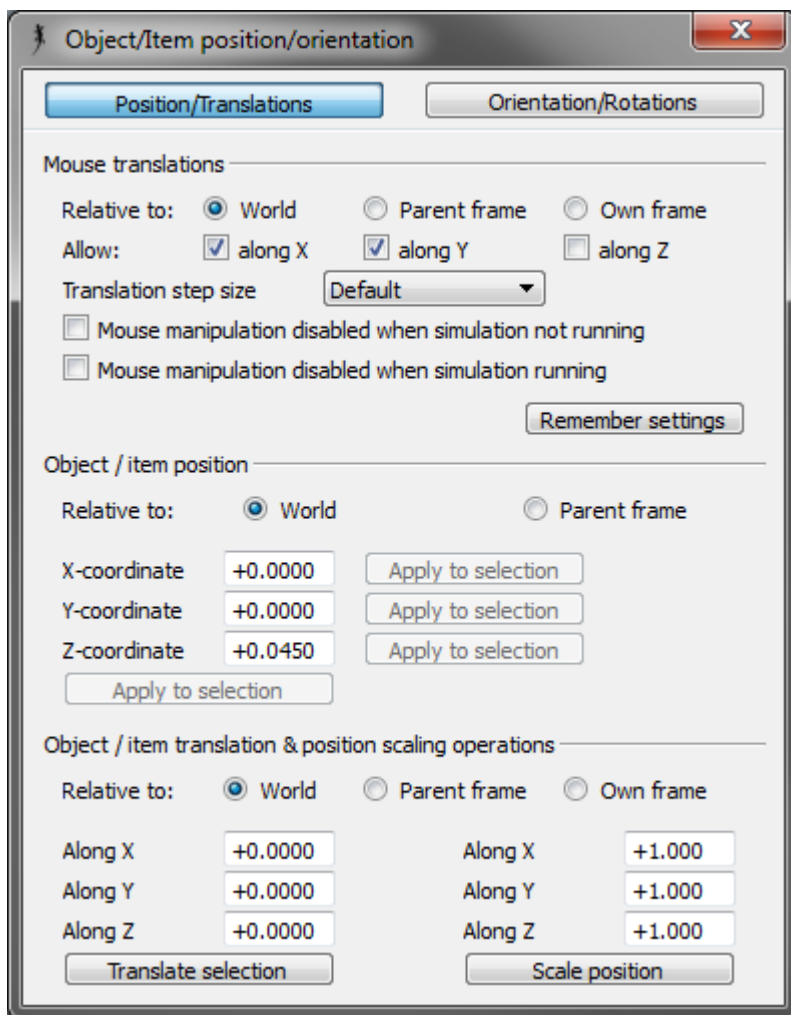 Object/Item position/orientation
X
Position/Translations Orientation/Rotations
Mouse translations
Relative to: World Parent frame Own frame
Allow: along X along Y along Z
Translation step size Default
Mouse manipulation disabled when simulation not running
Mouse manipulation disabled when simulation running
Remember settings
Object / item position
Relative to: World Parent frame
X-coordinate +0.0000 Apply to selection
Y-coordinate +0.0000 Apply to selection
Z-coordinate +0.0450 Apply to selection
Apply to selection
Object / item translation & position scaling operations
Relative to: World Parent frame Own frame
Along X +0.0000 Along X +1.000
Along Y +0.0000 Along Y +1.000
Along Z +0.0000 Along Z +1.000
Translate selection Scale position